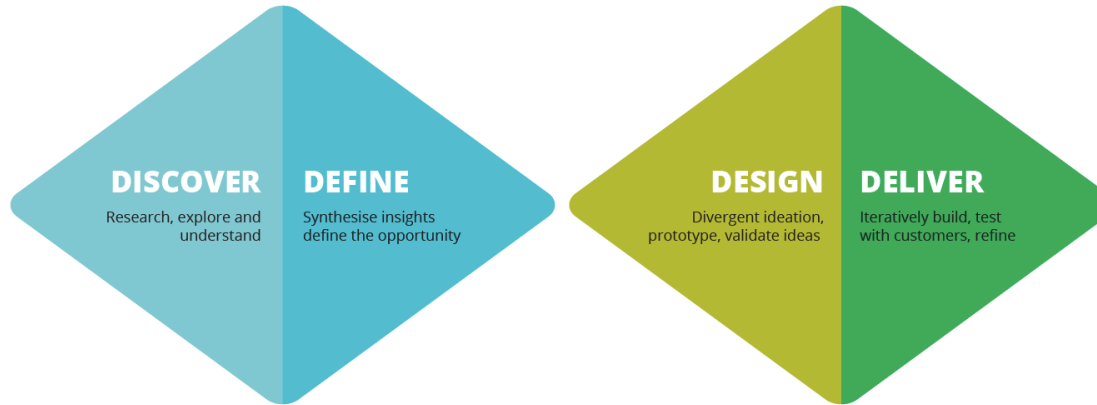 DISCOVER
Research, explore and
understand
DEFINE
Synthesise insights
define the opportunity
DESIGN
Divergent ideation,
prototype, validate ideas
DELIVER
Iteratively build, test
with customers, refine